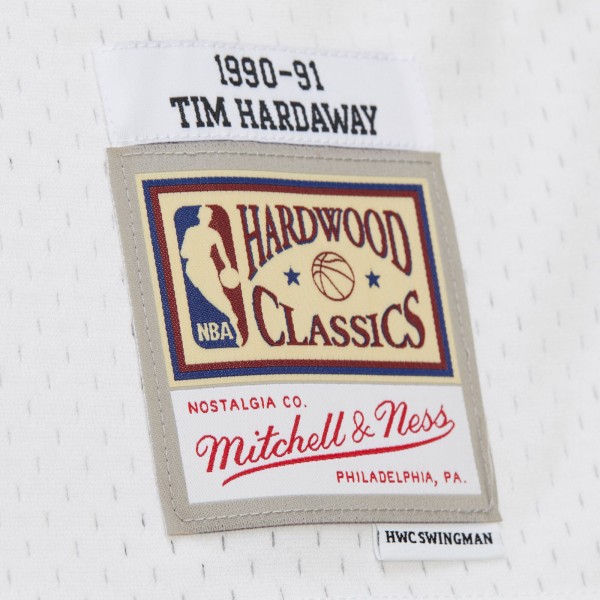 1990-91
TIM HARDAWAY
HARDWOOD
CLASSICS
NBA
NOSTALGIA CO.
Mitchell & Ness
PHILADELPHIA, PA.
HWC SWINGMAN